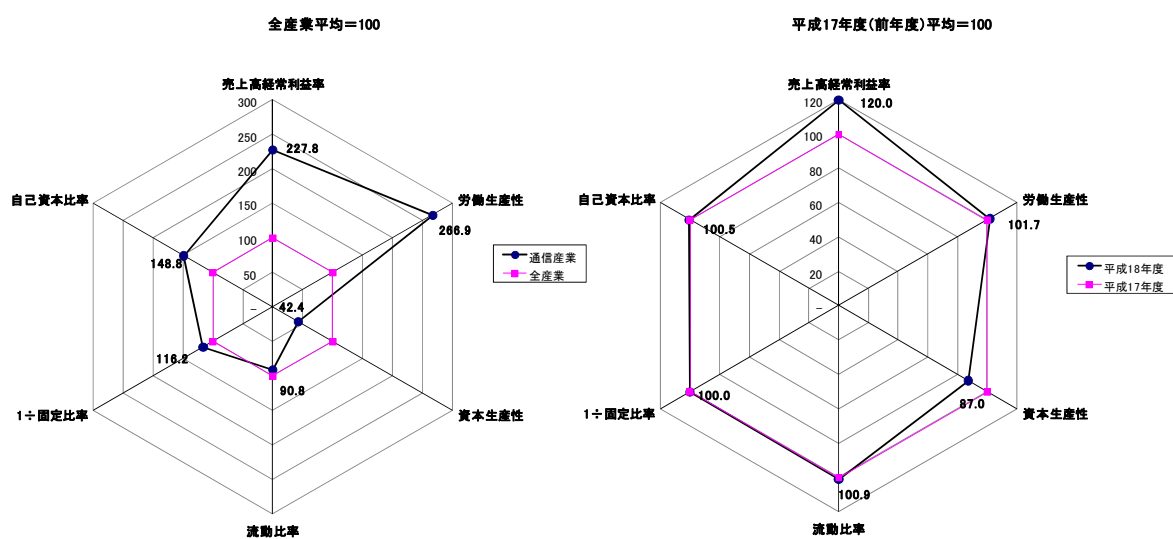 全産業平均＝100
売上高経常利益率
300
250
200
150
100
50
－
227.8
労働生産性
266.9
自己資本比率
148.8
42.4
116.2
90.8
1÷固定比率
資本生産性
流動比率
通信産業
全産業
平成17年度(前年度)平均＝100
売上高経常利益率
120
100
80
60
40
20
－
120.0
労働生産性
101.7
自己資本比率
100.5
100.0
87.0
100.9
1÷固定比率
資本生産性
流動比率
平成18年度
平成17年度